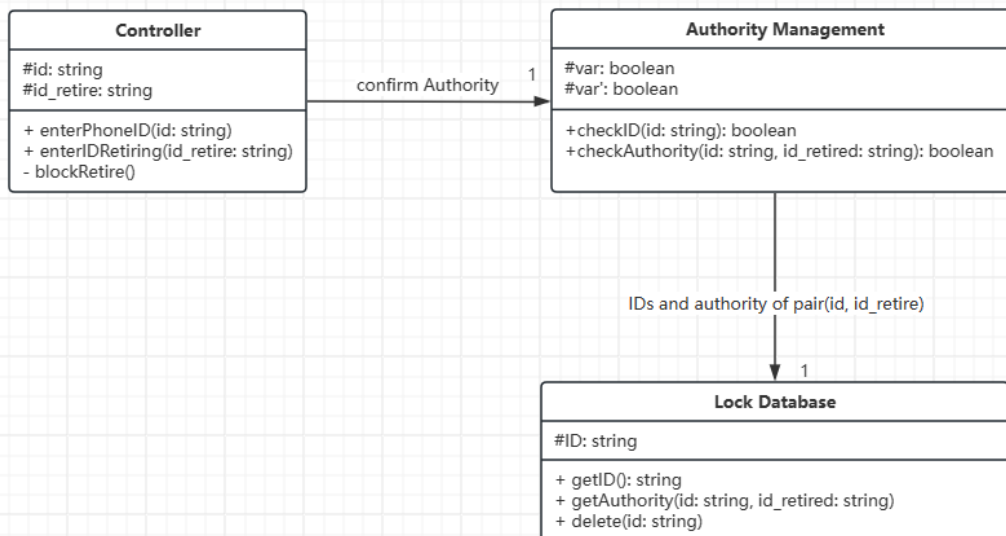 Controller
#id: string
#id_retire: string
+ enterPhoneID(id: string)
+ enterIDRetiring(id_retire: string)
- blockRetire()
confirm Authority
1
Authority Management
#var: boolean
#var': boolean
+checkID(id: string): boolean
+checkAuthority(id: string, id_retired: string): boolean
IDs and authority of pair(id, id_retire)
1
Lock Database
#ID: string
+ getID(): string
+ getAuthority(id: string, id_retired: string)
+ delete(id: string)